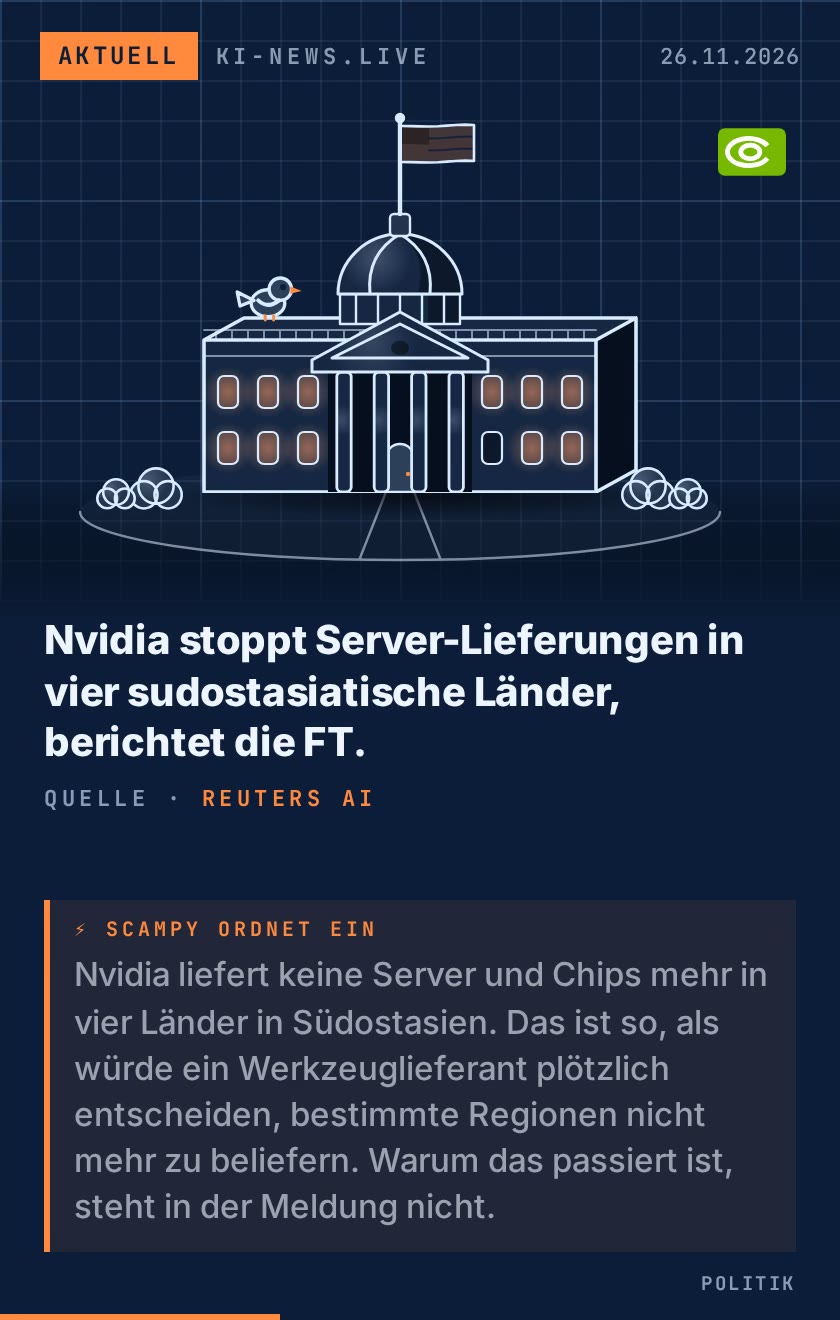 AKTUELL KI-NEWS.LIVE 26.11.2026
Nvidia stoppt Server-Lieferungen in
vier sudostasiatische Länder,
berichtet die FT.
QUELLE · REUTERS AI
⚡ SCAMPY ORDNET EIN
Nvidia liefert keine Server und Chips mehr in
vier Länder in Südostasien. Das ist so, als
würde ein Werkzeuglieferant plötzlich
entscheiden, bestimmte Regionen nicht
mehr zu beliefern. Warum das passiert ist,
steht in der Meldung nicht.
POLITIK